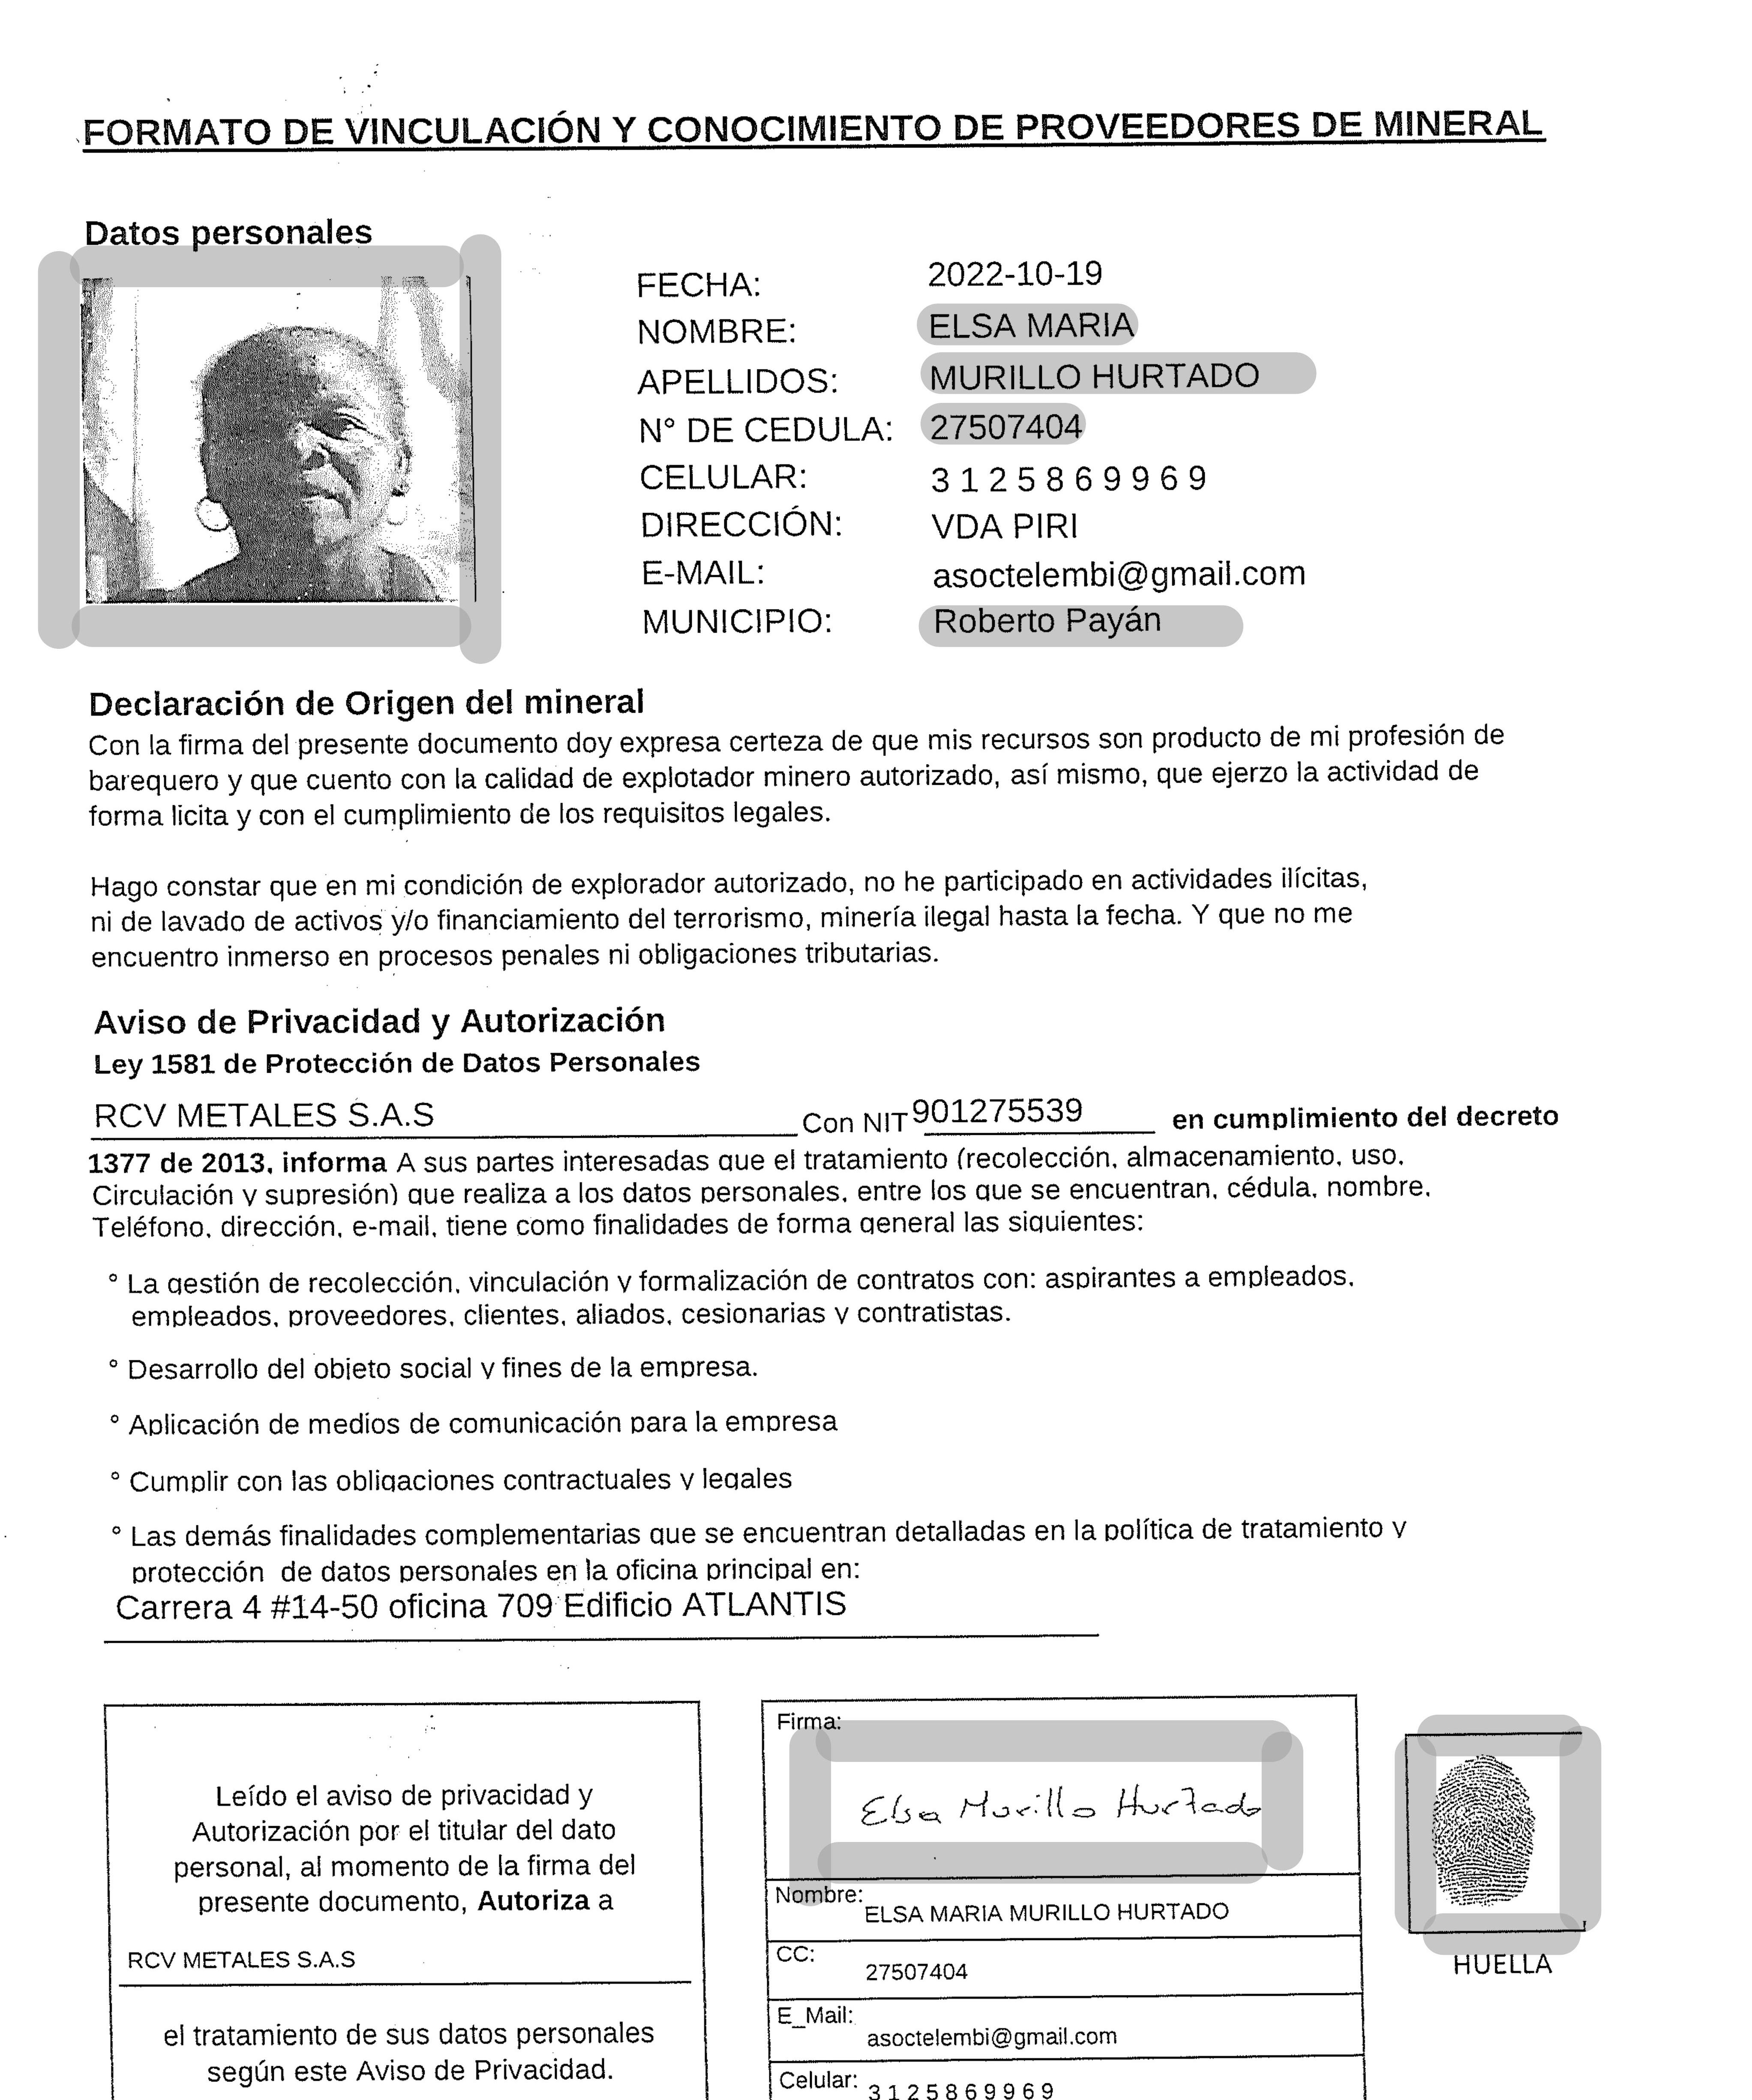 FORMATO DE VINCULACIÓN Y CONOCIMIENTO DE PROVEEDORES DE MINERAL
Datos personales
FECHA: 2022-10-19
NOMBRE: ELSA MARIA
APELLIDOS: MURILLO HURTADO
N° DE CEDULA: 27507404
CELULAR: 3 1 2 5 8 6 9 9 6 9
DIRECCIÓN: VDA PIRI
E-MAIL: asoctelembi@gmail.com
MUNICIPIO: Roberto Payán
Declaración de Origen del mineral
Con la firma del presente documento doy expresa certeza de que mis recursos son producto de mi profesión de
barequero y que cuento con la calidad de explotador minero autorizado, así mismo, que ejerzo la actividad de
forma licita y con el cumplimiento de los requisitos legales.
Hago constar que en mi condición de explorador autorizado, no he participado en actividades ilícitas,
ni de lavado de activos y/o financiamiento del terrorismo, minería ilegal hasta la fecha. Y que no me
encuentro inmerso en procesos penales ni obligaciones tributarias.
Aviso de Privacidad y Autorización
Ley 1581 de Protección de Datos Personales
RCV METALES S.A.S Con NIT 901275539 en cumplimiento del decreto
1377 de 2013, informa A sus partes interesadas que el tratamiento (recolección, almacenamiento, uso,
Circulación y supresión) que realiza a los datos personales, entre los que se encuentran, cédula, nombre,
Teléfono, dirección, e-mail, tiene como finalidades de forma general las siguientes:
° La gestión de recolección, vinculación y formalización de contratos con: aspirantes a empleados,
empleados, proveedores, clientes, aliados, cesionarias y contratistas.
° Desarrollo del objeto social y fines de la empresa.
° Aplicación de medios de comunicación para la empresa
° Cumplir con las obligaciones contractuales y legales
° Las demás finalidades complementarias que se encuentran detalladas en la política de tratamiento y
protección de datos personales en la oficina principal en:
Carrera 4 #14-50 oficina 709 Edificio ATLANTIS
Leído el aviso de privacidad y
Autorización por el titular del dato
personal, al momento de la firma del
presente documento, Autoriza a
RCV METALES S.A.S
el tratamiento de sus datos personales
según este Aviso de Privacidad.
Firma:
Elsa Murillo Hurtado
Nombre: ELSA MARIA MURILLO HURTADO
CC: 27507404
E_Mail: asoctelembi@gmail.com
Celular: 3 1 2 5 8 6 9 9 6 9
HUELLA